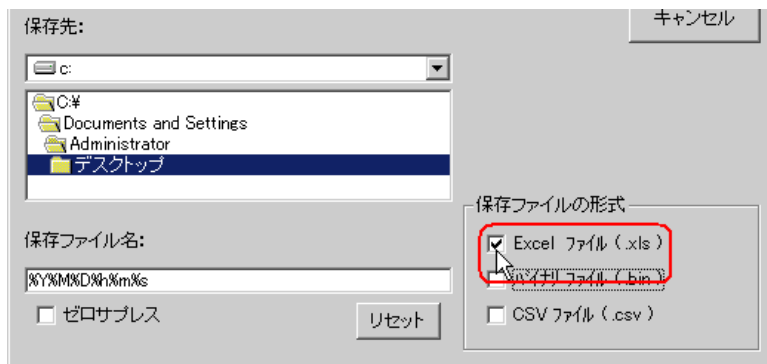 キャンセル
保存先:
c:
C:¥
Documents and Settings
Administrator
デスクトップ
保存ファイルの形式
保存ファイル名:
Excel ファイル ( .xls )
%Y%M%D%h%m%s
バイナリ ファイル ( .bin )
ゼロサプレス
リセット
CSV ファイル ( .csv )